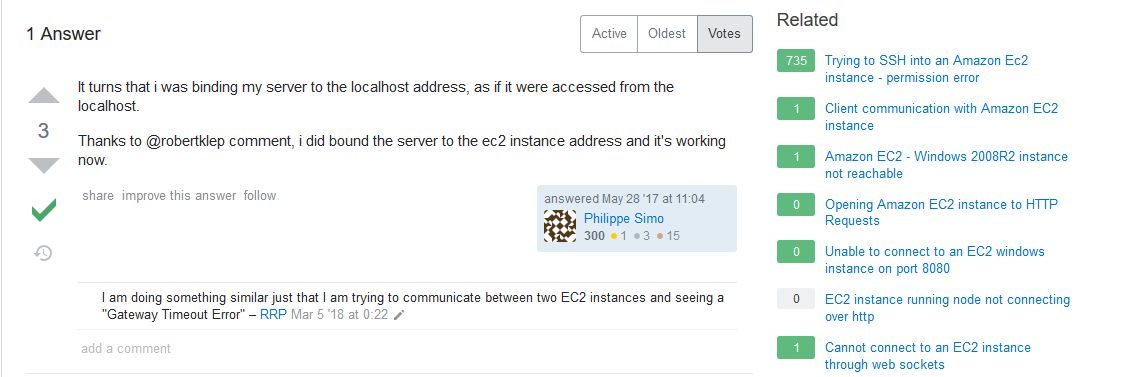 1 Answer
Active Oldest Votes
3
It turns that i was binding my server to the localhost address, as if it were accessed from the
localhost.
Thanks to @robertklep comment, i did bound the server to the ec2 instance address and it's working
now.
share improve this answer follow
answered May 28 '17 at 11:04
Philippe Simo
300 1 3 15
I am doing something similar just that I am trying to communicate between two EC2 instances and seeing a
"Gateway Timeout Error" – RRP Mar 5 '18 at 0:22
add a comment
Related
735 Trying to SSH into an Amazon Ec2
instance - permission error
1 Client communication with Amazon EC2
instance
1 Amazon EC2 - Windows 2008R2 instance
not reachable
0 Opening Amazon EC2 instance to HTTP
Requests
0 Unable to connect to an EC2 windows
instance on port 8080
0 EC2 instance running node not connecting
over http
1 Cannot connect to an EC2 instance
through web sockets